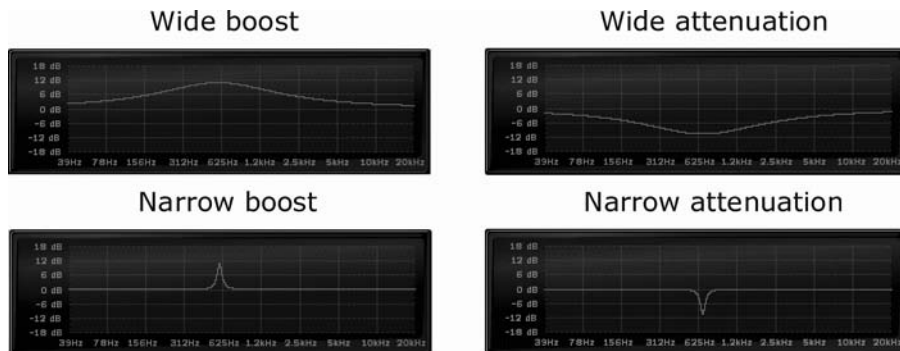 Wide boost
18 dB
12 dB
6 dB
0 dB
-6 dB
-12 dB
-18 dB
39Hz 78Hz 156Hz 312Hz 625Hz 1.2kHz 2.5kHz 5kHz 10kHz 20kHz
Wide attenuation
18 dB
12 dB
6 dB
0 dB
-6 dB
-12 dB
-18 dB
39Hz 78Hz 156Hz 312Hz 625Hz 1.2kHz 2.5kHz 5kHz 10kHz 20kHz
Narrow boost
18 dB
12 dB
6 dB
0 dB
-6 dB
-12 dB
-18 dB
39Hz 78Hz 156Hz 312Hz 625Hz 1.2kHz 2.5kHz 5kHz 10kHz 20kHz
Narrow attenuation
18 dB
12 dB
6 dB
0 dB
-6 dB
-12 dB
-18 dB
39Hz 78Hz 156Hz 312Hz 625Hz 1.2kHz 2.5kHz 5kHz 10kHz 20kHz